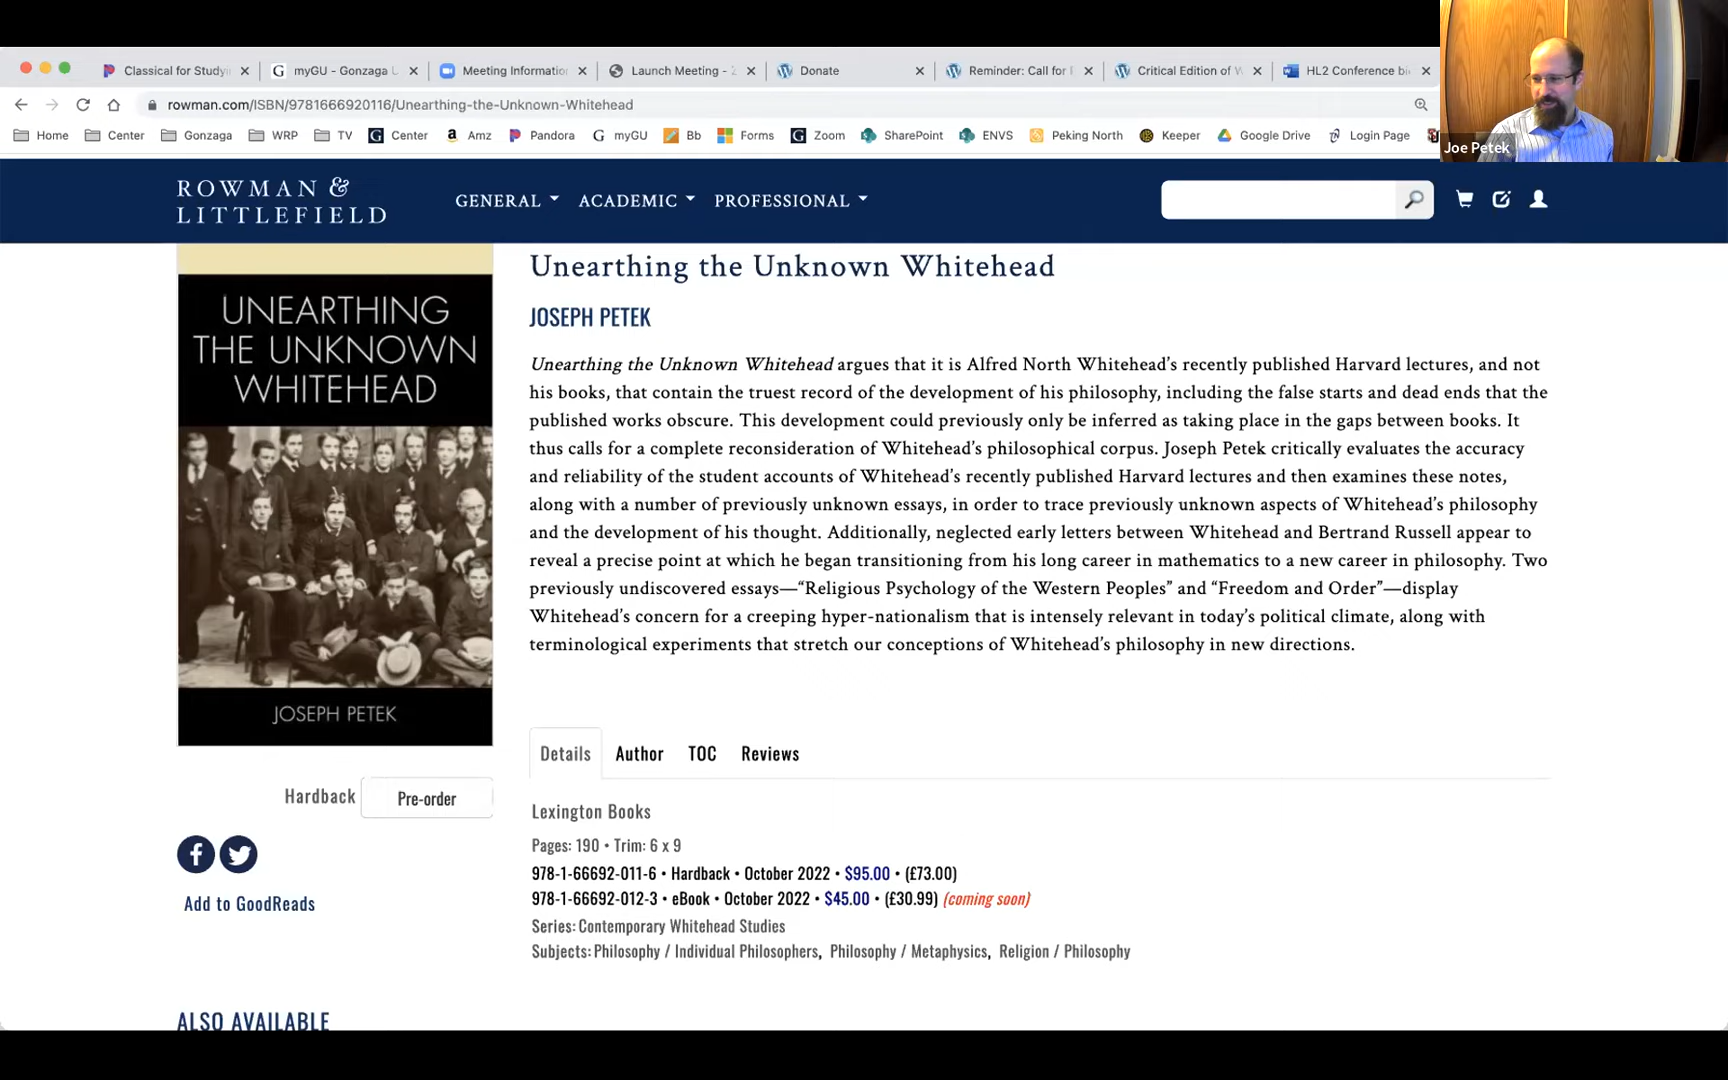 Classical for Studyi
myGU - Gonzaga
Meeting Informatio
Launch Meeting -
Donate
Reminder: Call for
Critical Edition of
HL2 Conference bi
rowman.com/ISBN/9781666920116/Unearthing-the-Unknown-Whitehead
Home
Center
Gonzaga
WRP
TV
Center
Amz
Pandora
myGU
Bb
Forms
Zoom
SharePoint
ENVS
Peking North
Keeper
Google Drive
Login Page
Joe Petek
ROWMAN &
LITTLEFIELD
GENERAL
ACADEMIC
PROFESSIONAL
UNEARTHING
THE UNKNOWN
WHITEHEAD
JOSEPH PETEK
Hardback
Pre-order
Add to GoodReads
Unearthing the Unknown Whitehead
JOSEPH PETEK
Unearthing the Unknown Whitehead argues that it is Alfred North Whitehead’s recently published Harvard lectures, and not
his books, that contain the truest record of the development of his philosophy, including the false starts and dead ends that the
published works obscure. This development could previously only be inferred as taking place in the gaps between books. It
thus calls for a complete reconsideration of Whitehead’s philosophical corpus. Joseph Petek critically evaluates the accuracy
and reliability of the student accounts of Whitehead’s recently published Harvard lectures and then examines these notes,
along with a number of previously unknown essays, in order to trace previously unknown aspects of Whitehead’s philosophy
and the development of his thought. Additionally, neglected early letters between Whitehead and Bertrand Russell appear to
reveal a precise point at which he began transitioning from his long career in mathematics to a new career in philosophy. Two
previously undiscovered essays—“Religious Psychology of the Western Peoples” and “Freedom and Order”—display
Whitehead’s concern for a creeping hyper-nationalism that is intensely relevant in today’s political climate, along with
terminological experiments that stretch our conceptions of Whitehead’s philosophy in new directions.
Details
Author
TOC
Reviews
Lexington Books
Pages: 190 • Trim: 6 x 9
978-1-66692-011-6 • Hardback • October 2022 • $95.00 • (£73.00)
978-1-66692-012-3 • eBook • October 2022 • $45.00 • (£30.99) (coming soon)
Series: Contemporary Whitehead Studies
Subjects: Philosophy / Individual Philosophers, Philosophy / Metaphysics, Religion / Philosophy
ALSO AVAILABLE